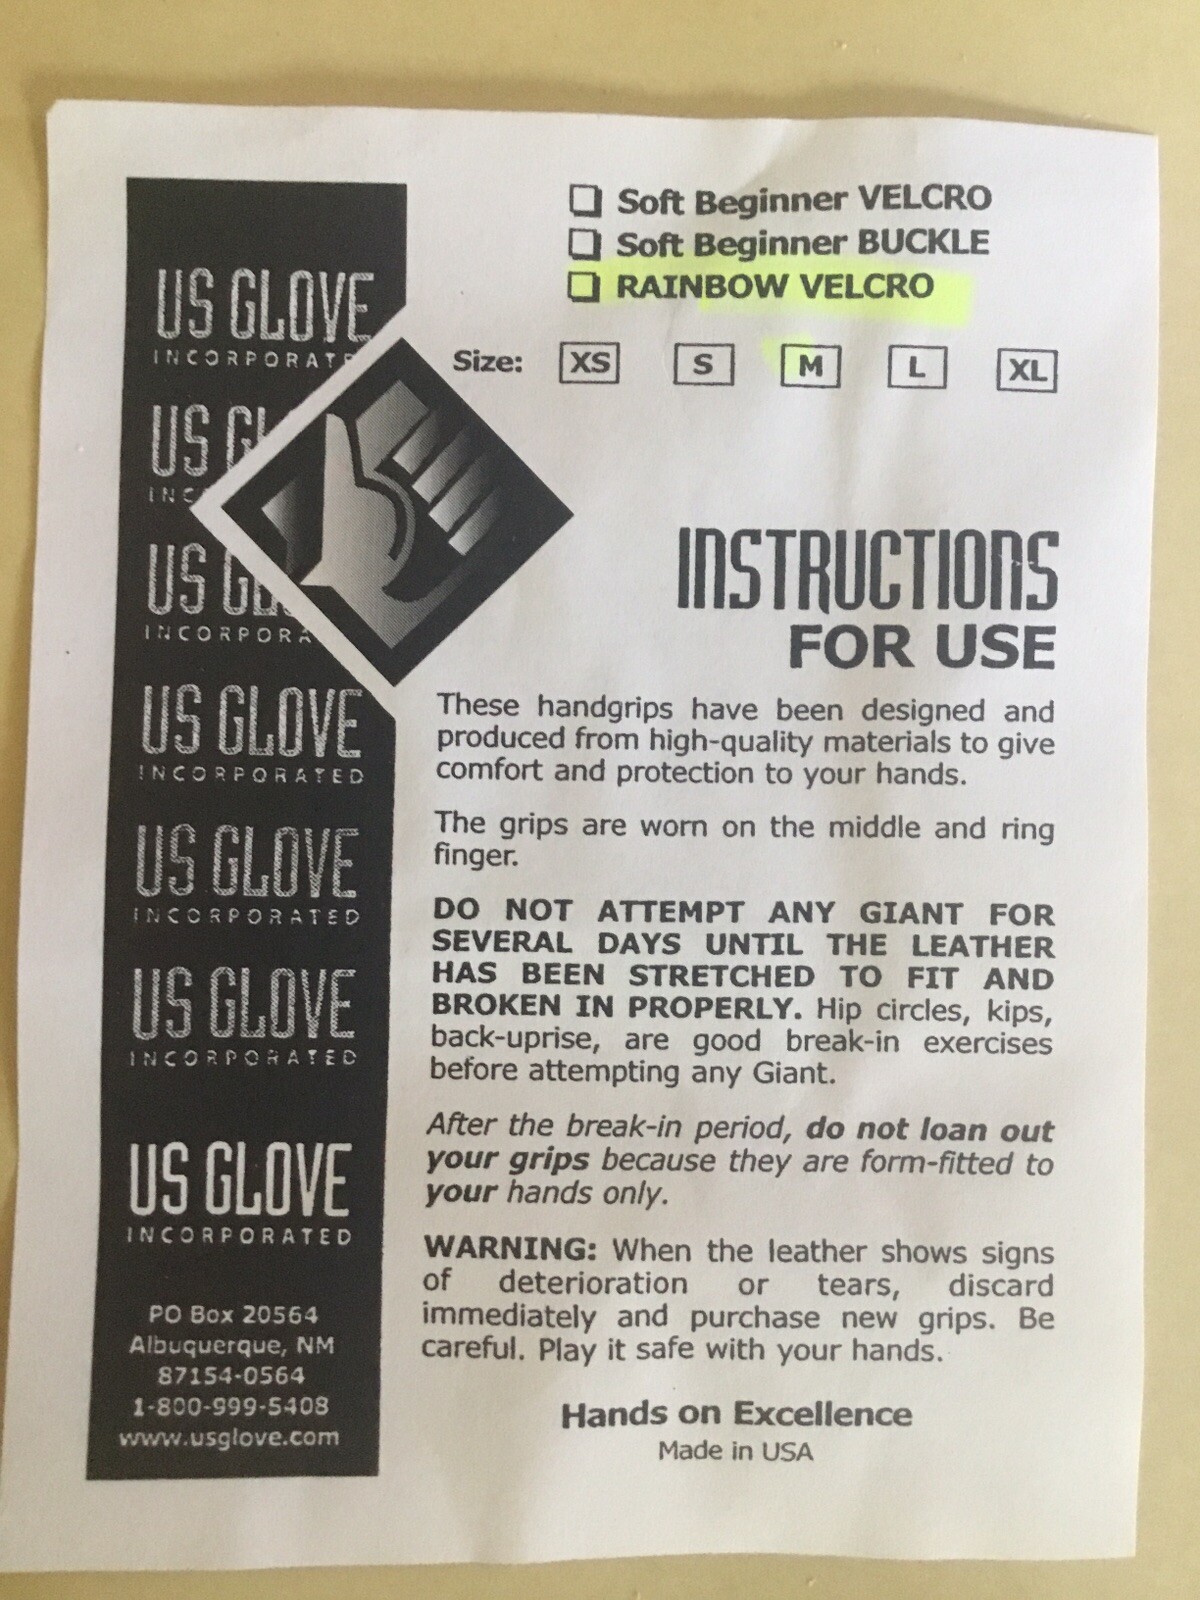 Soft Beginner VELCRO
Soft Beginner BUCKLE
RAINBOW VELCRO
Size: XS S M L XL
US GLOVE
INCORPORATE
US GL
INC
US GL
INCORPORA
US GLOVE
INCORPORATED
US GLOVE
INCORPORATED
US GLOVE
INCORPORATED
US GLOVE
INCORPORATED
PO Box 20564
Albuquerque, NM
87154-0564
1-800-999-5408
www.usglove.com
INSTRUCTIONS
FOR USE
These handgrips have been designed and
produced from high-quality materials to give
comfort and protection to your hands.
The grips are worn on the middle and ring
finger.
DO NOT ATTEMPT ANY GIANT FOR
SEVERAL DAYS UNTIL THE LEATHER
HAS BEEN STRETCHED TO FIT AND
BROKEN IN PROPERLY. Hip circles, kips,
back-uprise, are good break-in exercises
before attempting any Giant.
After the break-in period, do not loan out
your grips because they are form-fitted to
your hands only.
WARNING: When the leather shows signs
of deterioration or tears, discard
immediately and purchase new grips. Be
careful. Play it safe with your hands.
Hands on Excellence
Made in USA